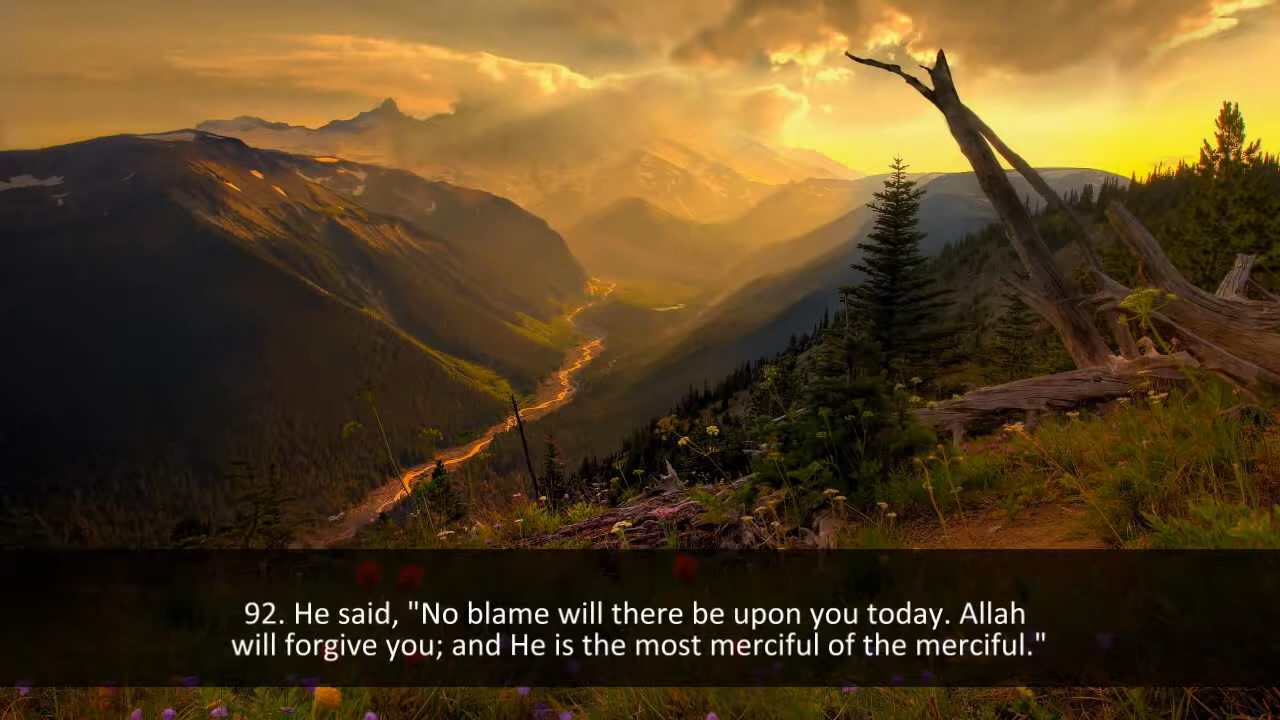 92. He said, "No blame will there be upon you today. Allah
will forgive you; and He is the most merciful of the merciful."